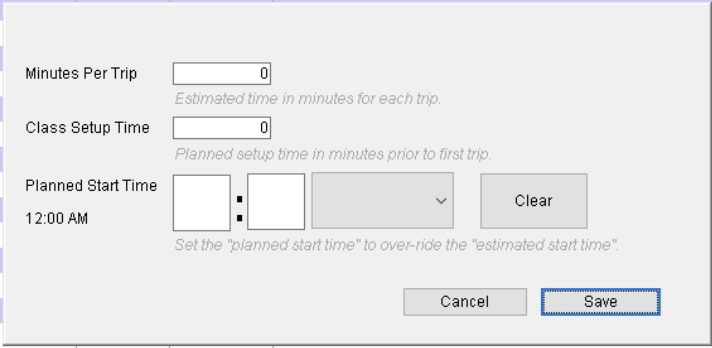 Minutes Per Trip 0
Estimated time in minutes for each trip.
Class Setup Time 0
Planned setup time in minutes prior to first trip.
Planned Start Time
: Clear
12:00 AM
Set the "planned start time" to over-ride the "estimated start time".
Cancel Save